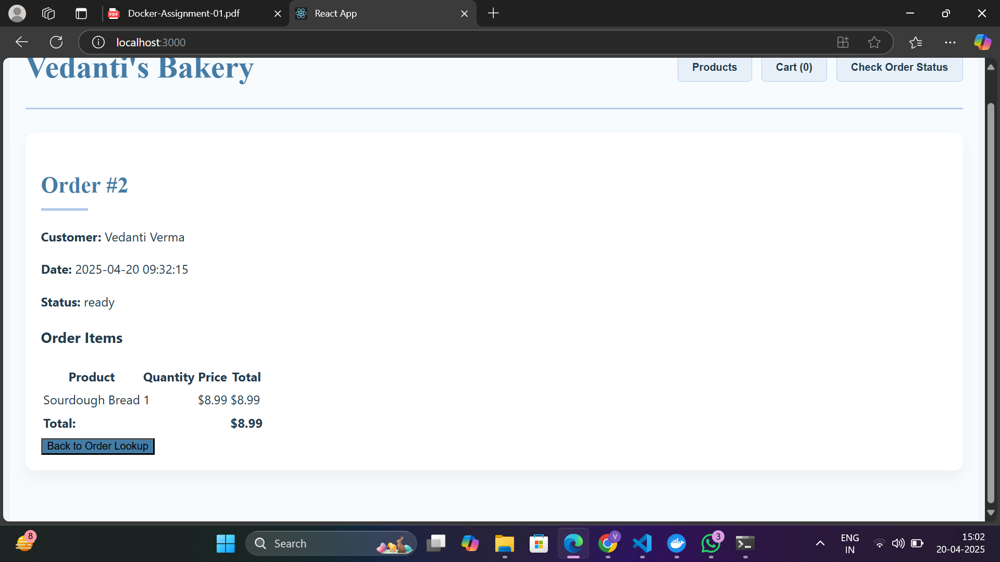 PDF
Docker-Assignment-01.pdf
React App
localhost:3000
Vedanti's Bakery
Products
Cart (0)
Check Order Status
Order #2
Customer: Vedanti Verma
Date: 2025-04-20 09:32:15
Status: ready
Order Items
Product Quantity Price Total
Sourdough Bread 1 $8.99 $8.99
Total: $8.99
Back to Order Lookup
8
Search
V
3
ENG
IN
15:02
20-04-2025